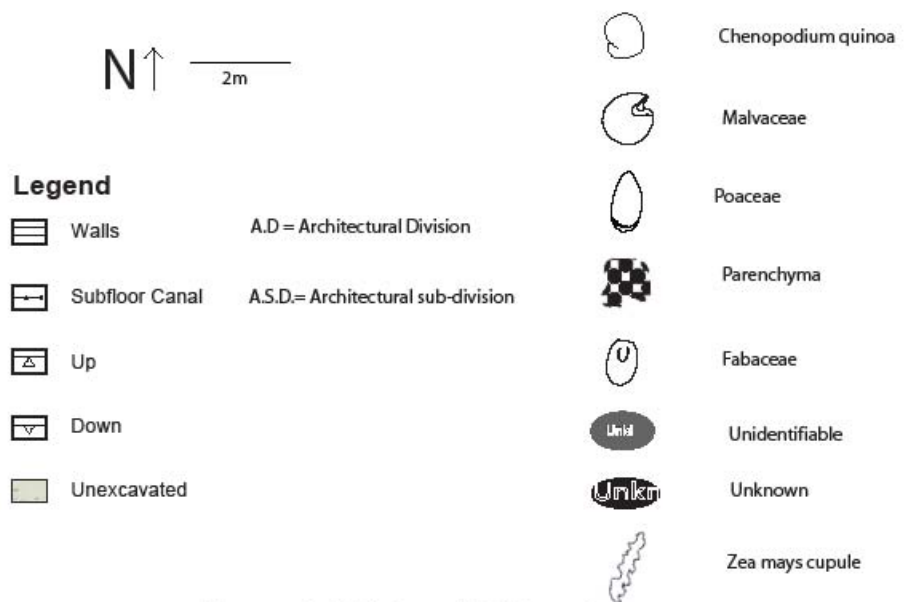 N
2m
Legend
Walls
A.D = Architectural Division
Subfloor Canal
A.S.D.= Architectural sub-division
Up
Down
Unexcavated
Chenopodium quinoa
Malvaceae
Poaceae
Parenchyma
Fabaceae
Unidentifiable
Unkn
Unknown
Zea mays cupule